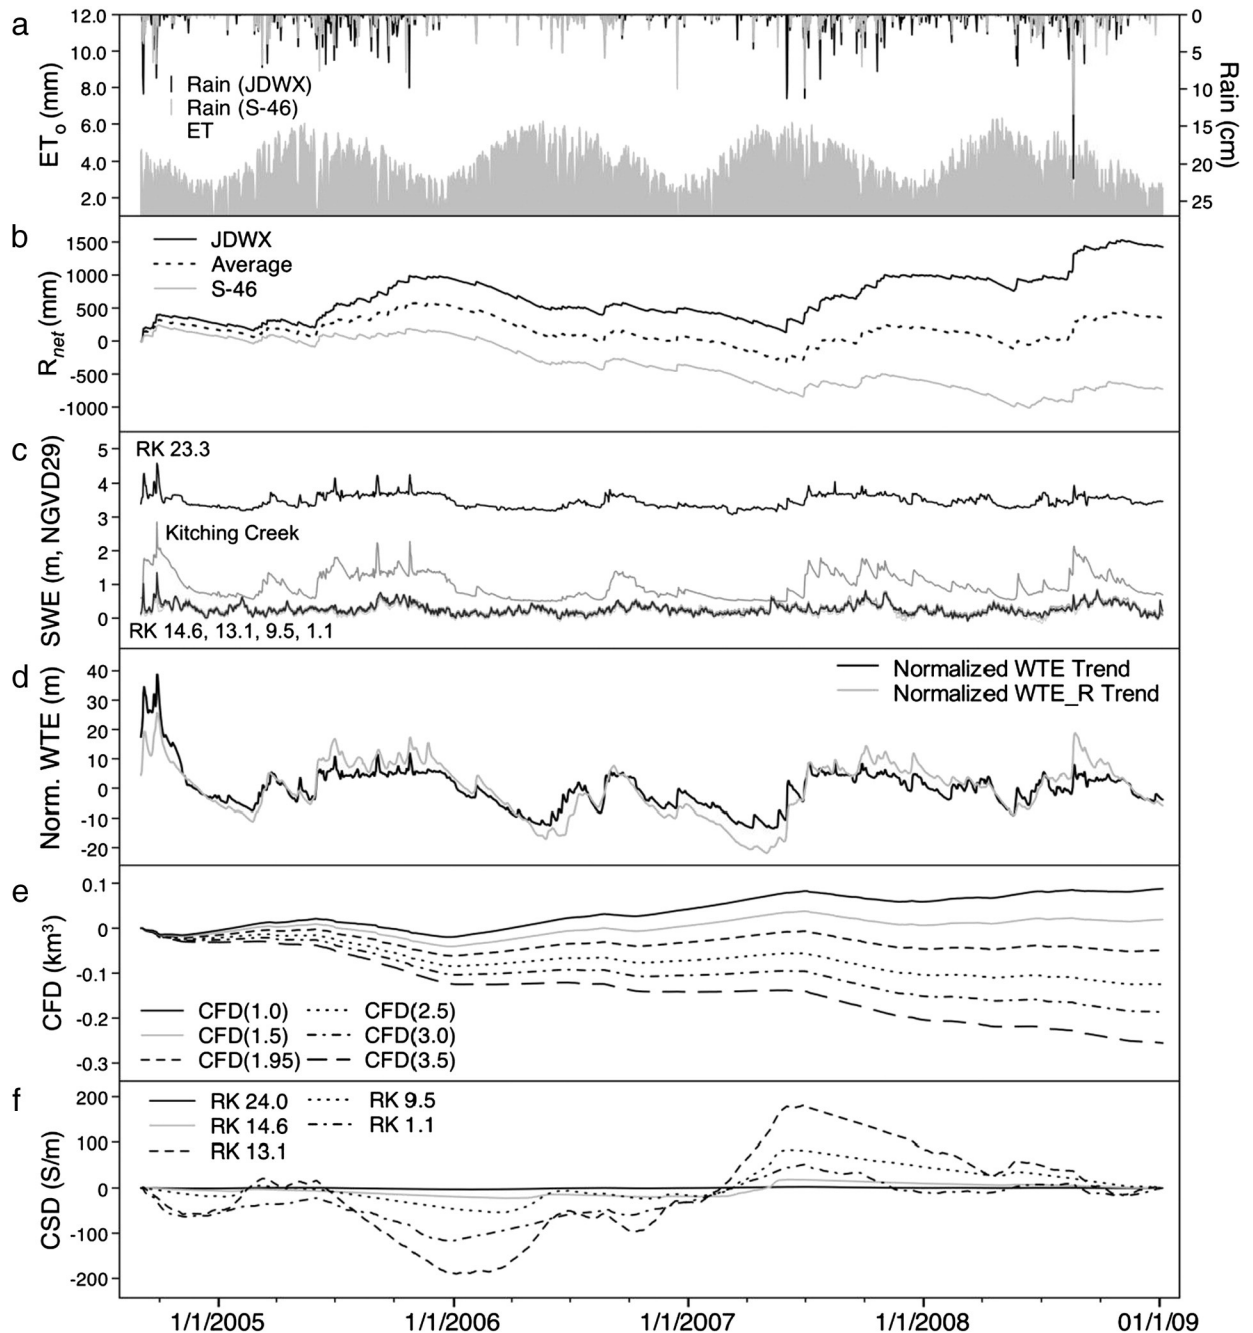 a
12.0
10.0
8.0
6.0
4.0
2.0
ETo (mm)
Rain (JDWX)
Rain (S-46)
ET
0
5
10
15
20
25
Rain (cm)
b
1500
1000
500
0
-500
-1000
Rnet (mm)
JDWX
Average
S-46
c
5
4
3
2
1
0
SWE (m, NGVD29)
RK 23.3
Kitching Creek
RK 14.6, 13.1, 9.5, 1.1
d
40
30
20
10
0
-10
-20
Norm. WTE (m)
Normalized WTE Trend
Normalized WTE_R Trend
e
0.1
0
-0.1
-0.2
-0.3
CFD (km³)
CFD(1.0)
CFD(1.5)
CFD(1.95)
CFD(2.5)
CFD(3.0)
CFD(3.5)
f
200
100
0
-100
-200
CSD (S/m)
RK 24.0
RK 14.6
RK 13.1
RK 9.5
RK 1.1
1/1/2005
1/1/2006
1/1/2007
1/1/2008
01/1/09